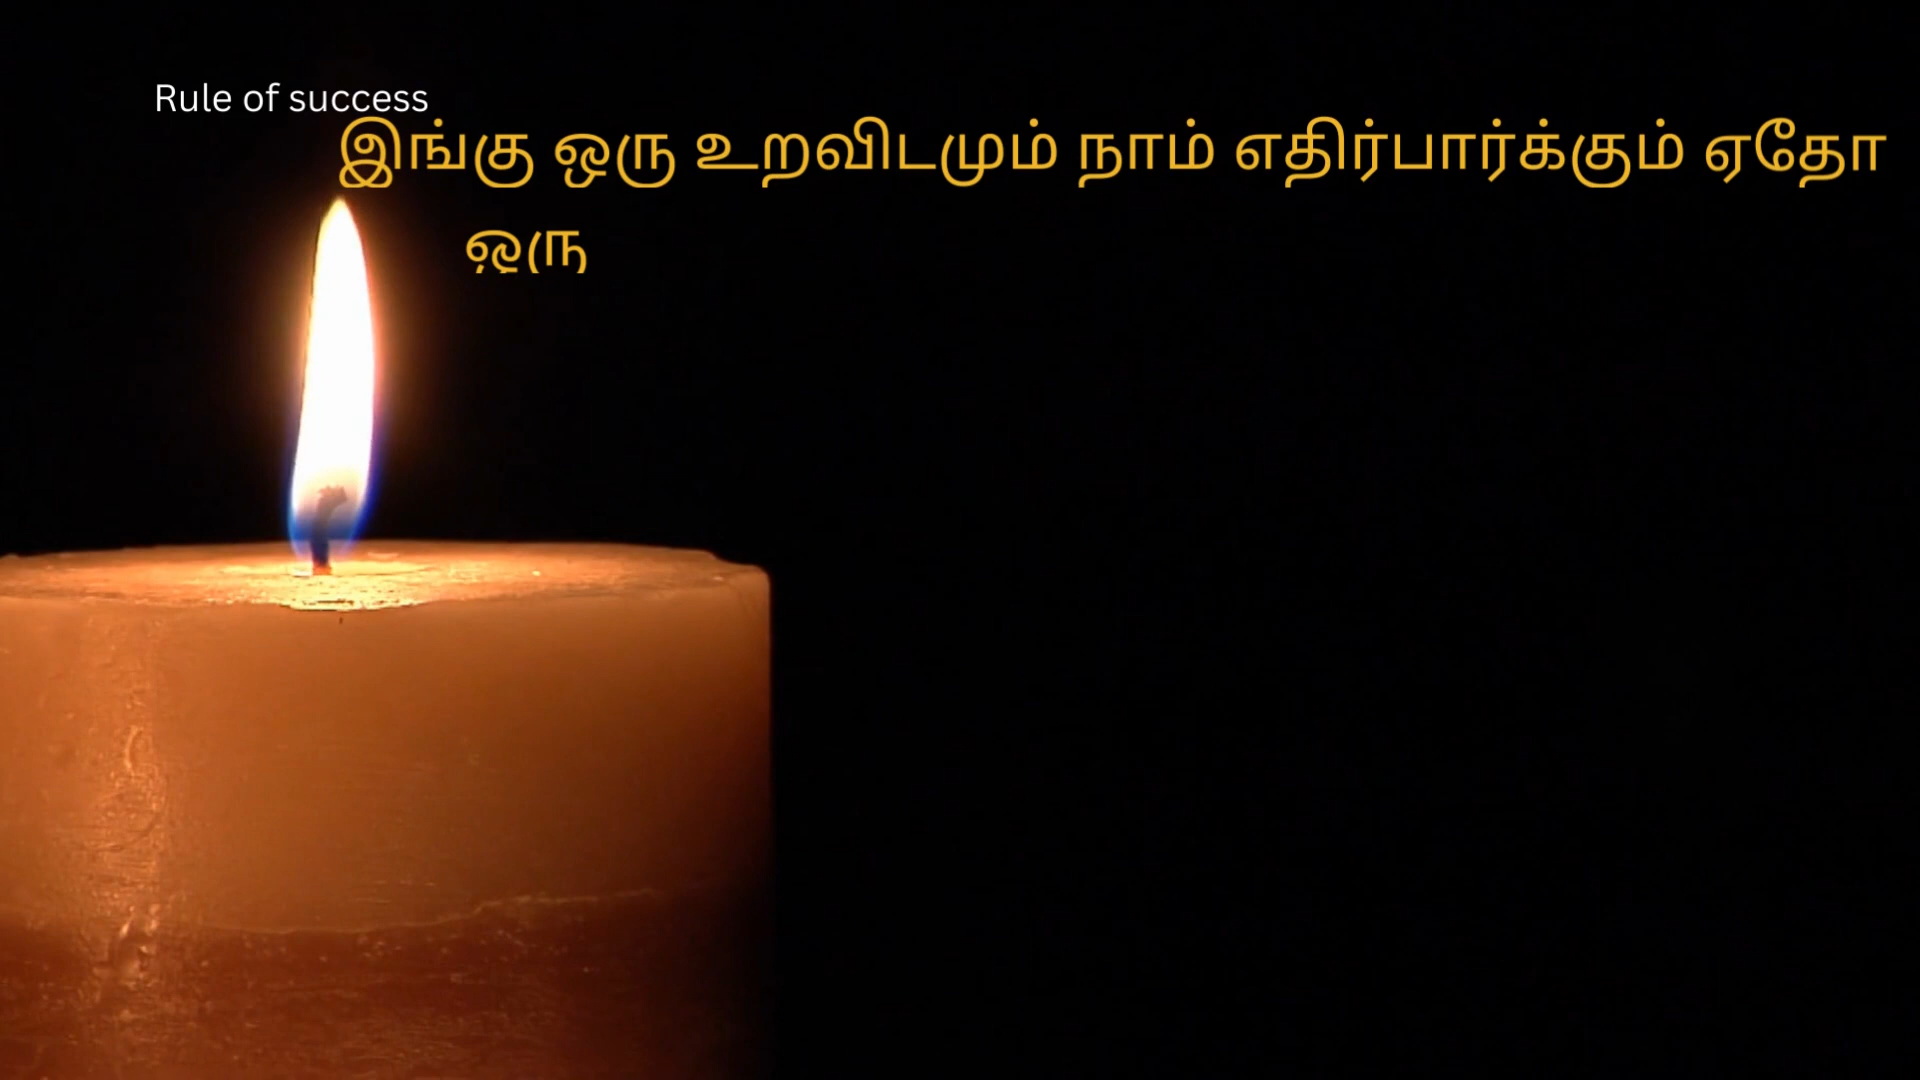 Rule of success
இங்கு ஒரு உறவிடமும் நாம் எதிர்பார்க்கும் ஏதோ
ஒரு